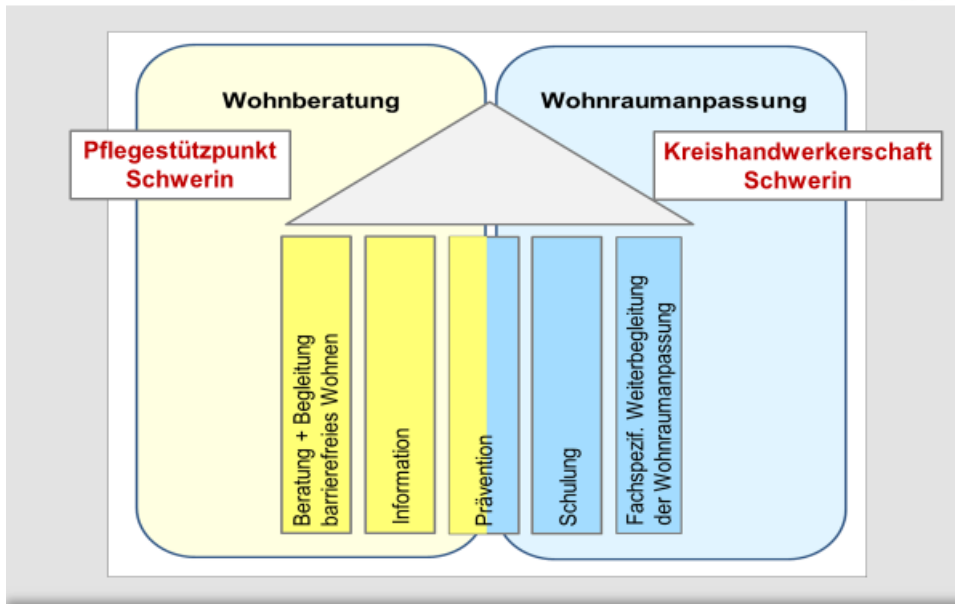 Wohnberatung
Wohnraumanpassung
Pflegestützpunkt
Schwerin
Kreishandwerkerschaft
Schwerin
Beratung + Begleitung
barrierefreies Wohnen
Information
Prävention
Schulung
Fachspezif. Weiterbegleitung
der Wohnraumanpassung